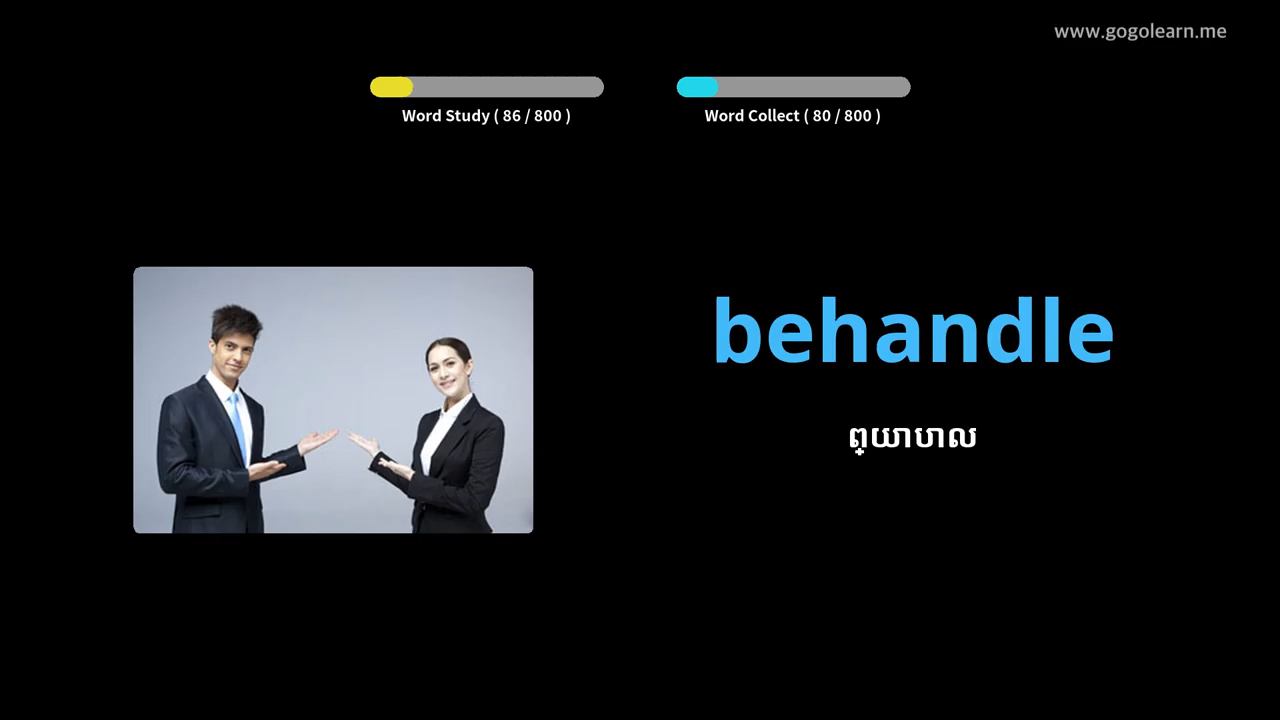 www.gogolearn.me
Word Study ( 86 / 800 )
Word Collect ( 80 / 800 )
behandle
ព្យាបាល